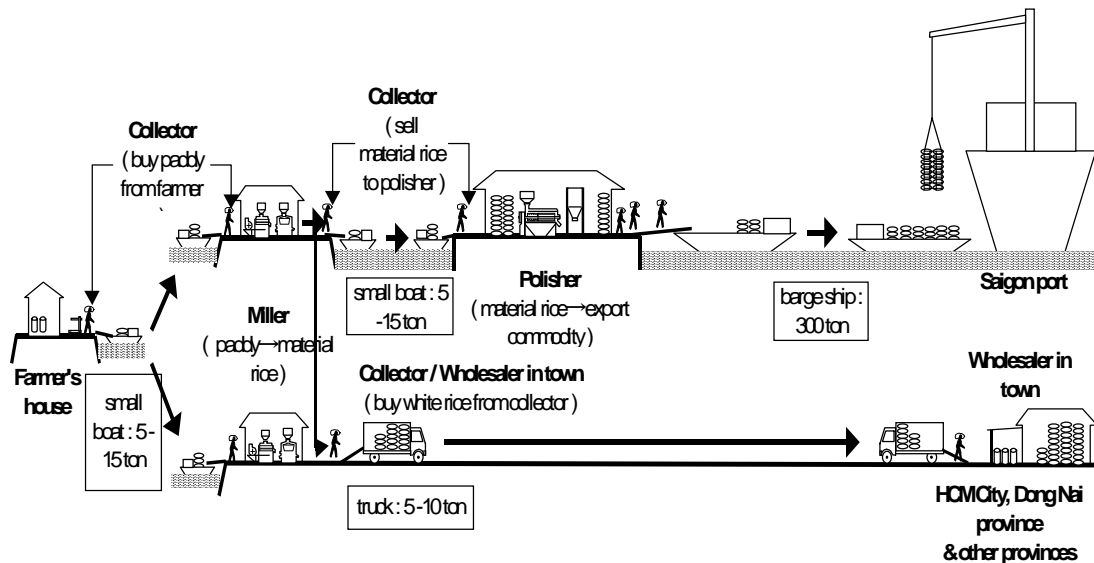 Collector
( sell
material rice
to polisher )
Collector
( buy paddy
from farmer
Saigon port
small boat : 5
-15 ton
Polisher
( material rice→export
commodity)
barge ship :
300 ton
Miller
( paddy→material
rice )
Farmer's
house
small
boat : 5 -
15 ton
Collector / Wholesaler in town
( buy white rice from collector )
Wholesaler in
town
truck : 5 -10 ton
HCMCity, Dong Nai
province
& other provinces